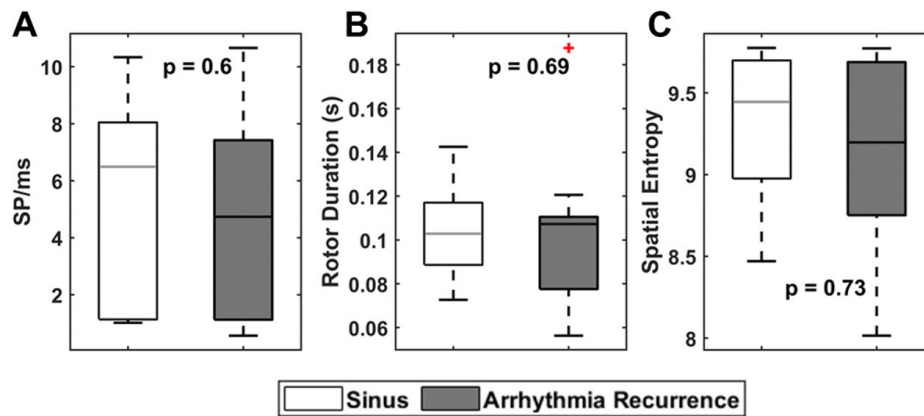 A
SP/ms
10
8
6
4
2
p = 0.6
B
Rotor Duration (s)
0.18
0.16
0.14
0.12
0.1
0.08
0.06
p = 0.69
C
Spatial Entropy
9.5
9
8.5
8
p = 0.73
Sinus
Arrhythmia Recurrence